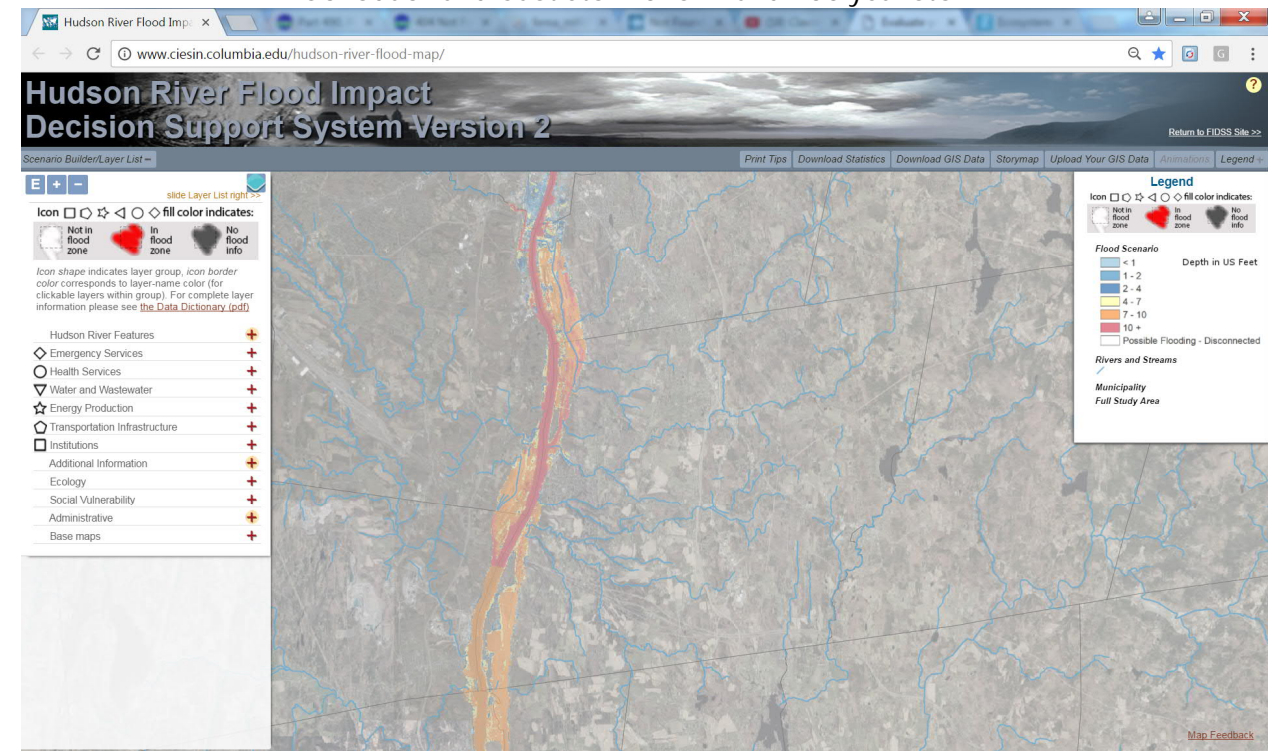 Hudson River Flood Impa
www.ciesin.columbia.edu/hudson-river-flood-map/
Hudson River Flood Impact
Decision Support System Version 2
?
Return to FIDSS Site >>
Scenario Builder/Layer List –
Print Tips
Download Statistics
Download GIS Data
Storymap
Upload Your GIS Data
Animations
Legend +
E + –
slide Layer List right >>
Icon fill color indicates:
Not in flood zone
In flood zone
No flood info
Icon shape indicates layer group, icon border
color corresponds to layer-name color (for
clickable layers within group). For complete layer
information please see the Data Dictionary (pdf)
Hudson River Features +
Emergency Services +
Health Services +
Water and Wastewater +
Energy Production +
Transportation Infrastructure +
Institutions +
Additional Information +
Ecology +
Social Vulnerability +
Administrative +
Base maps +
Legend
Icon fill color indicates:
Not in flood zone
In flood zone
No flood info
Flood Scenario
< 1 Depth in US Feet
1 - 2
2 - 4
4 - 7
7 - 10
10 +
Possible Flooding - Disconnected
Rivers and Streams
Municipality
Full Study Area
Map Feedback